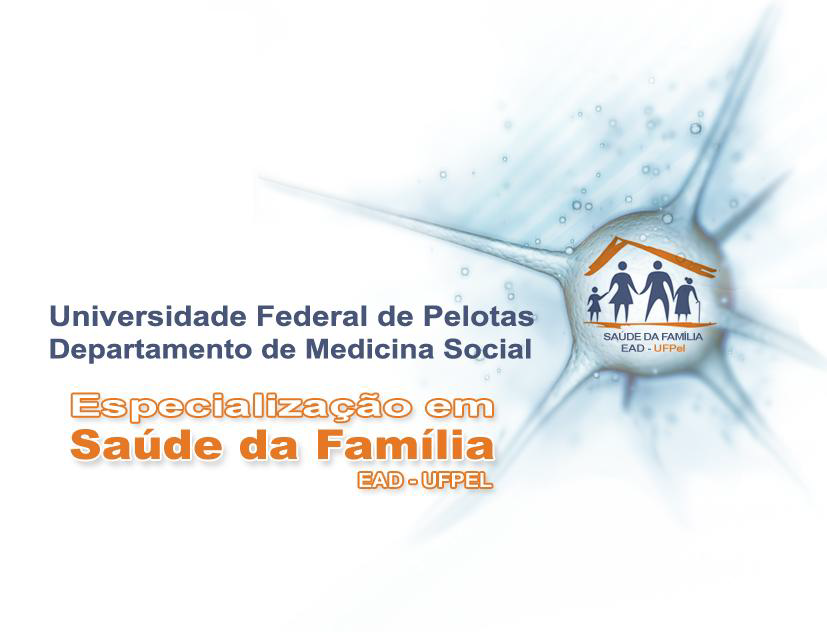 Universidade Federal de Pelotas
Departamento de Medicina Social
Especialização em
Saúde da Família
EAD - UFPEL
SAÚDE DA FAMÍLIA
EAD - UFPel